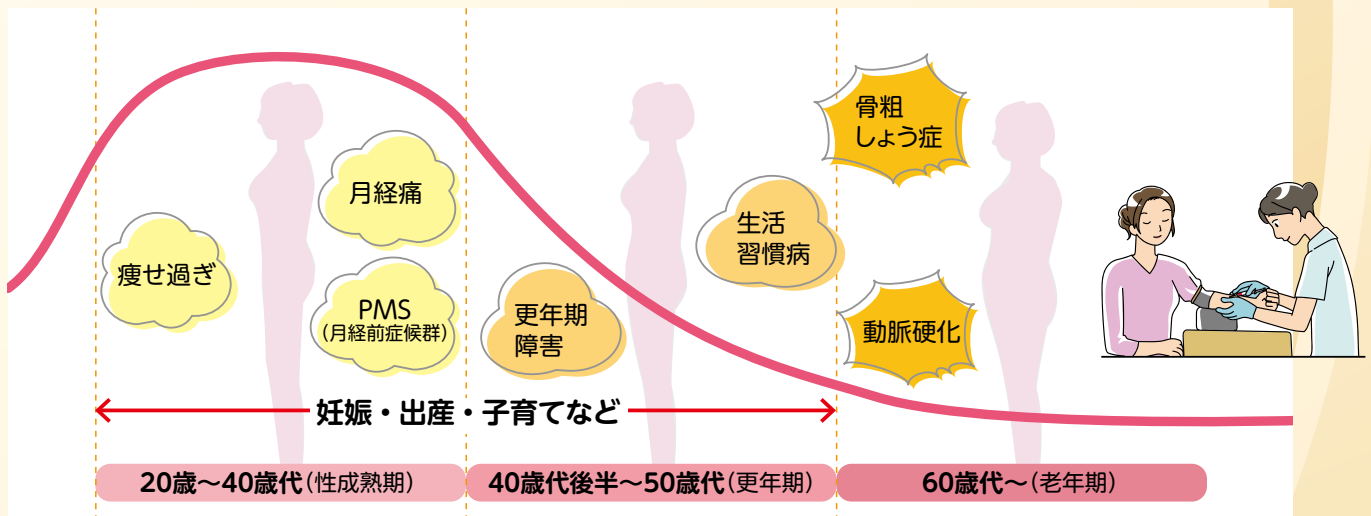 痩せ過ぎ
月経痛
PMS
(月経前症候群)
更年期
障害
生活
習慣病
骨粗
しょう症
動脈硬化
妊娠・出産・子育てなど
20歳〜40歳代(性成熟期)
40歳代後半〜50歳代(更年期)
60歳代〜(老年期)